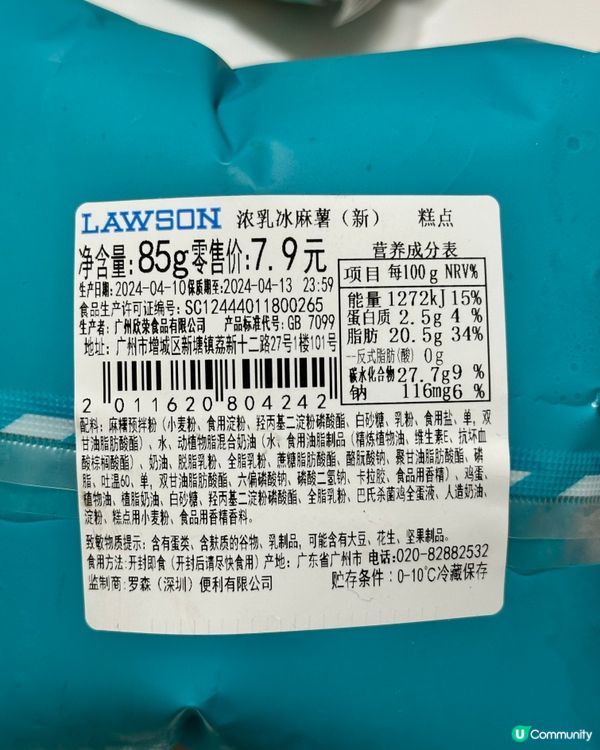 LAWSON 浓乳冰麻薯（新） 糕点
净含量:85g零售价:7.9元
生产日期:2024-04-10保质期至:2024-04-13 23:59
食品生产许可证编号: SC12444011800265
生产者: 广州欣荣食品有限公司 产品标准代号: GB 7099
地址: 广州市增城区新塘镇荔新十二路27号1楼101号
营养成分表
项目 每100g NRV%
能量 1272kJ 15%
蛋白质 2.5g 4 %
脂肪 20.5g 34%
--反式脂肪(酸) 0g
碳水化合物27.7g9 %
钠 116mg6 %
2 011620 804242
配料: 麻糬预拌粉（小麦粉、食用淀粉、羟丙基二淀粉磷酸酯、白砂糖、乳粉、食用盐、单，双
甘油脂肪酸酯）、水、动植物脂混合奶油（水、食用油脂制品（精炼植物油、维生素E、抗坏血
酸棕榈酸酯）、奶油、脱脂乳粉、全脂乳粉、蔗糖脂肪酸酯、酪朊酸钠、聚甘油脂肪酸酯、磷
脂、吐温60、单，双甘油脂肪酸酯、六偏磷酸钠、磷酸二氢钠、卡拉胶、食品用香精）、鸡蛋、
植物油、植脂奶油、白砂糖、羟丙基二淀粉磷酸酯、全脂乳粉、巴氏杀菌鸡全蛋液、人造奶油、
淀粉、糕点用小麦粉、食品用香精香料。
致敏物质提示: 含有蛋类、含麸质的谷物、乳制品，可能含有大豆、花生、坚果制品。
食用方法:开封即食（开封后请尽快食用）产地: 广东省广州市 电话:020-82882532
监制商:罗森（深圳）便利有限公司 贮存条件: 0-10℃冷藏保存
U Community